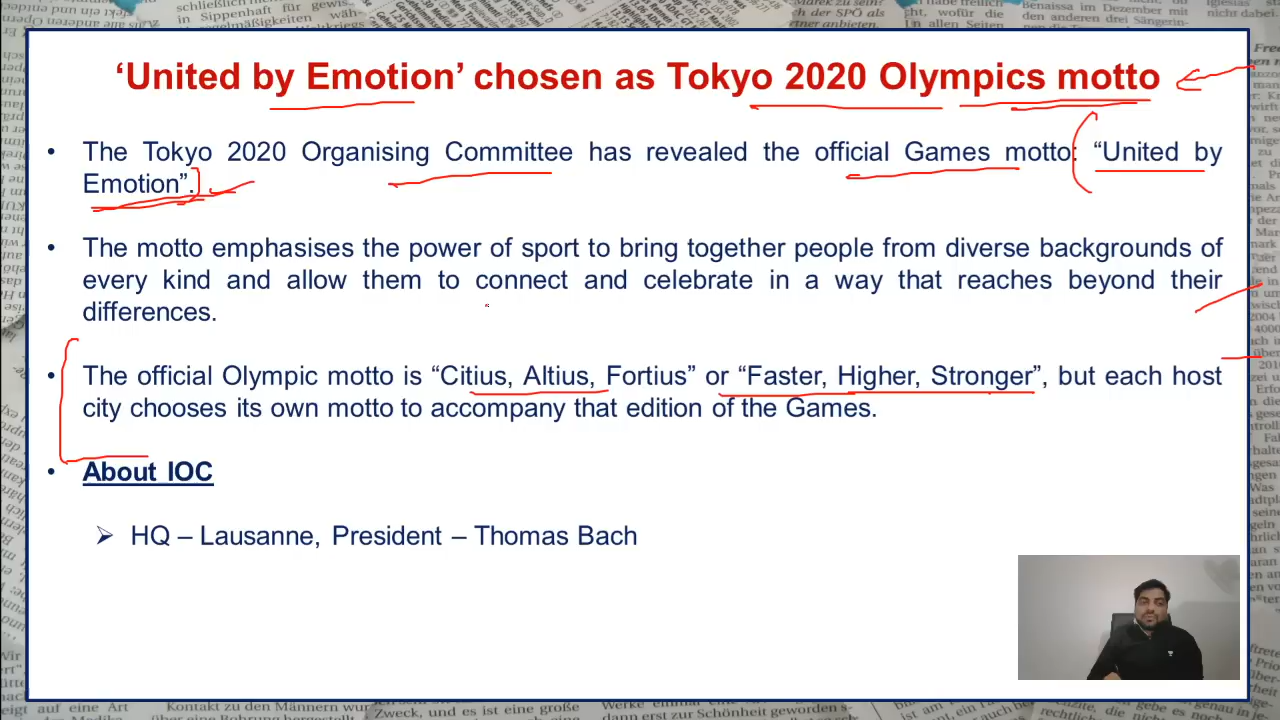 ‘United by Emotion’ chosen as Tokyo 2020 Olympics motto
• The Tokyo 2020 Organising Committee has revealed the official Games motto: “United by
Emotion”.
• The motto emphasises the power of sport to bring together people from diverse backgrounds of
every kind and allow them to connect and celebrate in a way that reaches beyond their
differences.
• The official Olympic motto is “Citius, Altius, Fortius” or “Faster, Higher, Stronger”, but each host
city chooses its own motto to accompany that edition of the Games.
• About IOC
➢ HQ – Lausanne, President – Thomas Bach